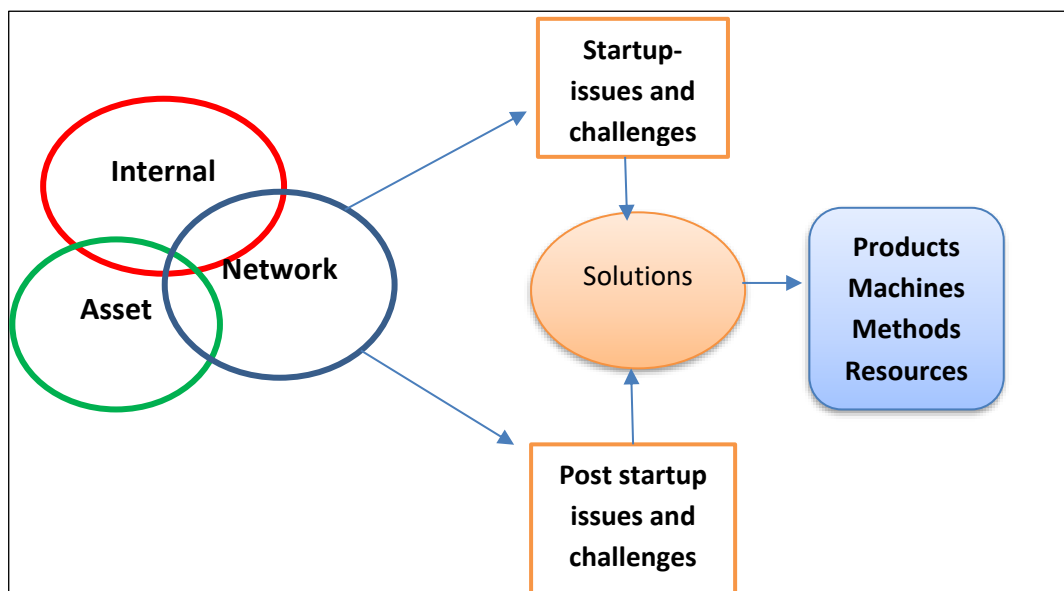 Internal
Network
Asset
Startup-
issues and
challenges
Solutions
Post startup
issues and
challenges
Products
Machines
Methods
Resources